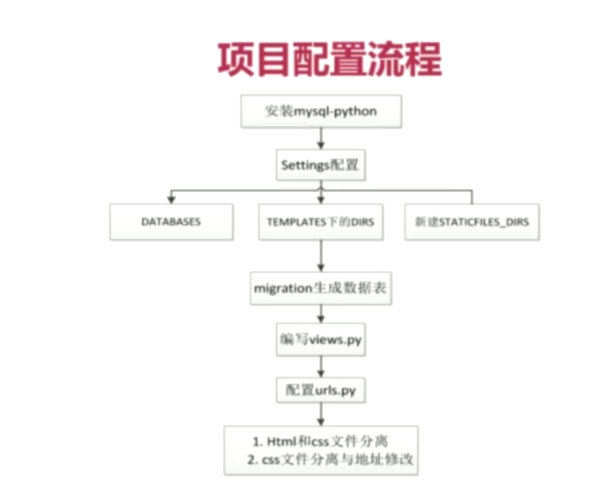 项目配置流程
安装mysql-python
Settings配置
DATABASES
TEMPLATES下的DIRS
新建STATICFILES_DIRS
migration生成数据表
编写views.py
配置urls.py
1. Html和css文件分离
2. css文件分离与地址修改